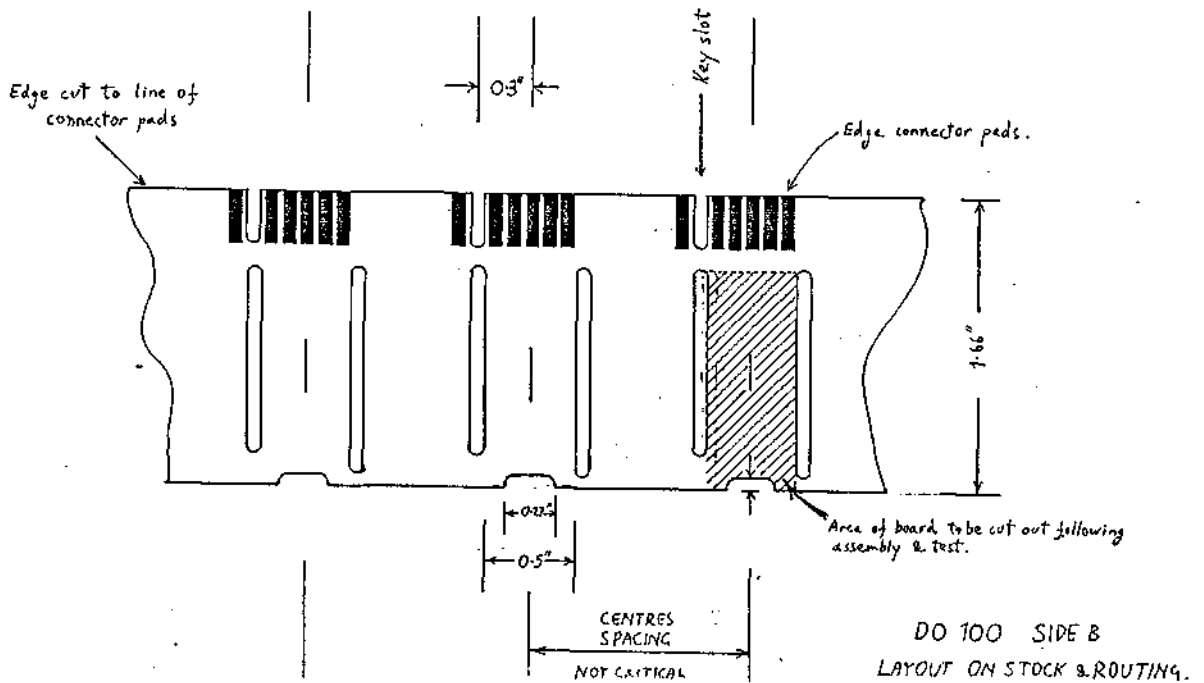 Key slot
0.3"
Edge cut to line of
connector pads
Edge connector pads.
1.66"
0.22"
0.5"
Area of board to be cut out following
assembly & test.
CENTRES
SPACING
NOT CRITICAL
DO 100 SIDE B
LAYOUT ON STOCK & ROUTING.